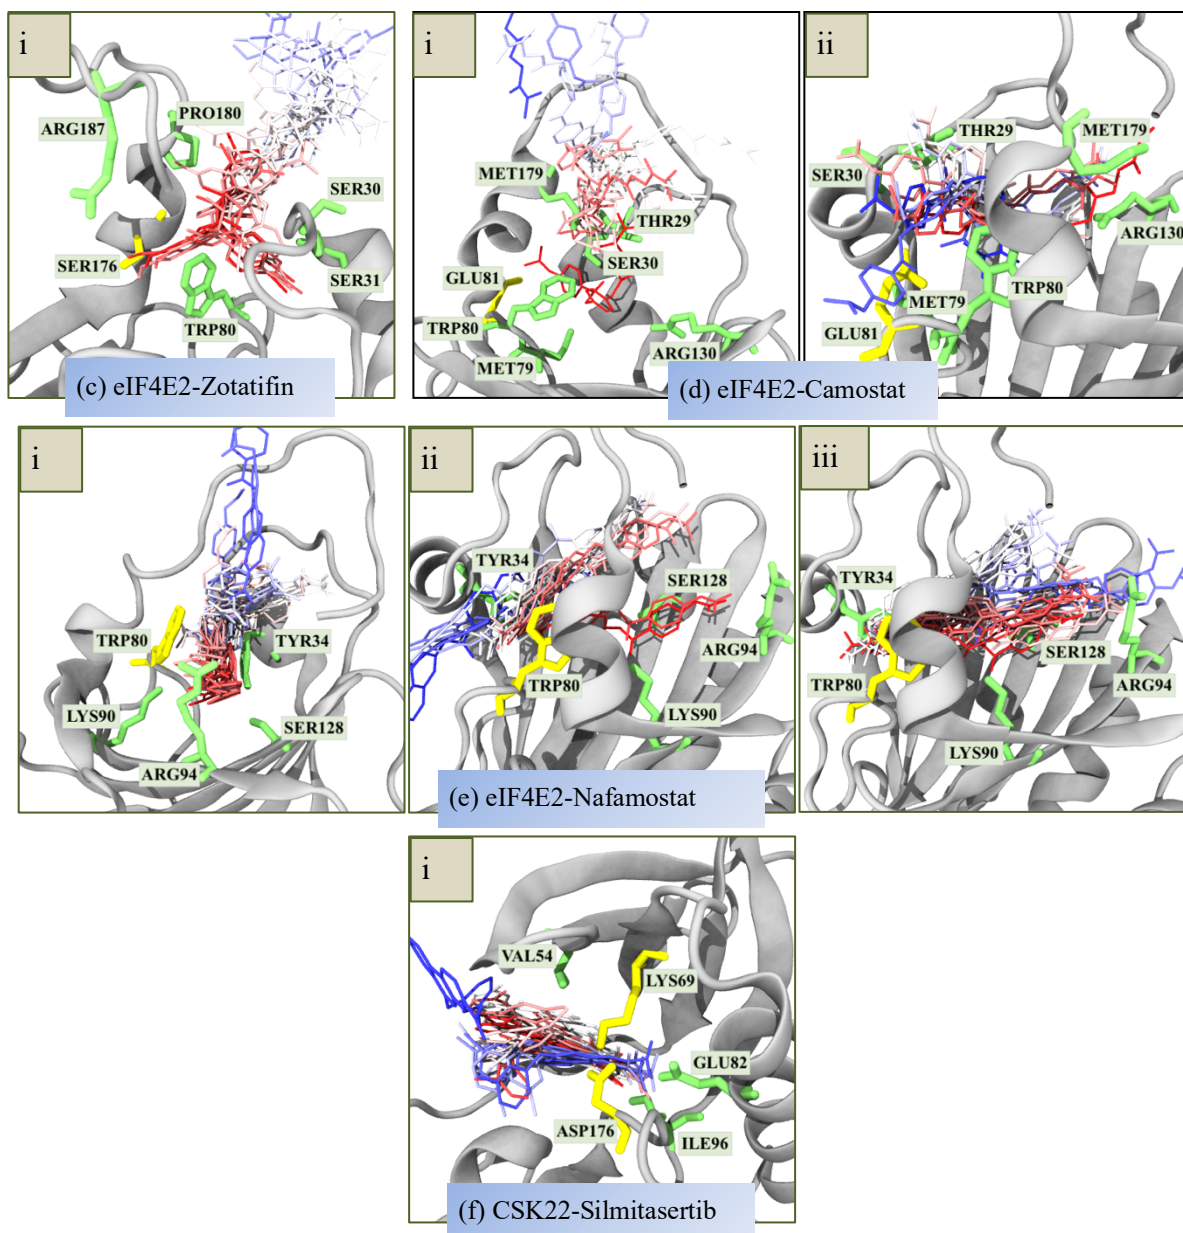 i
ARG187
PRO180
SER30
SER176
SER31
TRP80
(c) eIF4E2-Zotatifin
i
MET179
THR29
SER30
GLU81
TRP80
MET79
ARG130
ii
THR29
MET179
SER30
ARG130
MET79
TRP80
GLU81
(d) eIF4E2-Camostat
i
TRP80
TYR34
LYS90
SER128
ARG94
ii
TYR34
SER128
ARG94
TRP80
LYS90
iii
TYR34
SER128
TRP80
ARG94
LYS90
(e) eIF4E2-Nafamostat
i
VAL54
LYS69
GLU82
ASP176
ILE96
(f) CSK22-Silmitasertib